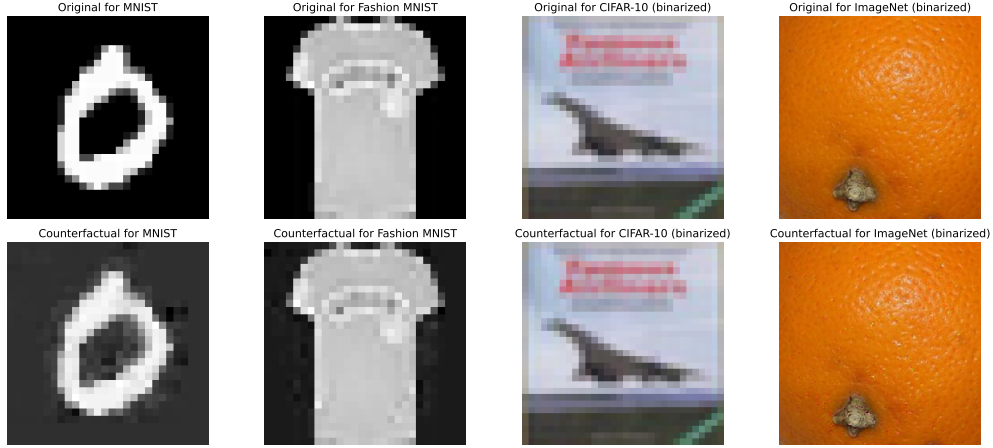 Original for MNIST
Original for Fashion MNIST
Original for CIFAR-10 (binarized)
Original for ImageNet (binarized)
Counterfactual for MNIST
Counterfactual for Fashion MNIST
Counterfactual for CIFAR-10 (binarized)
Counterfactual for ImageNet (binarized)